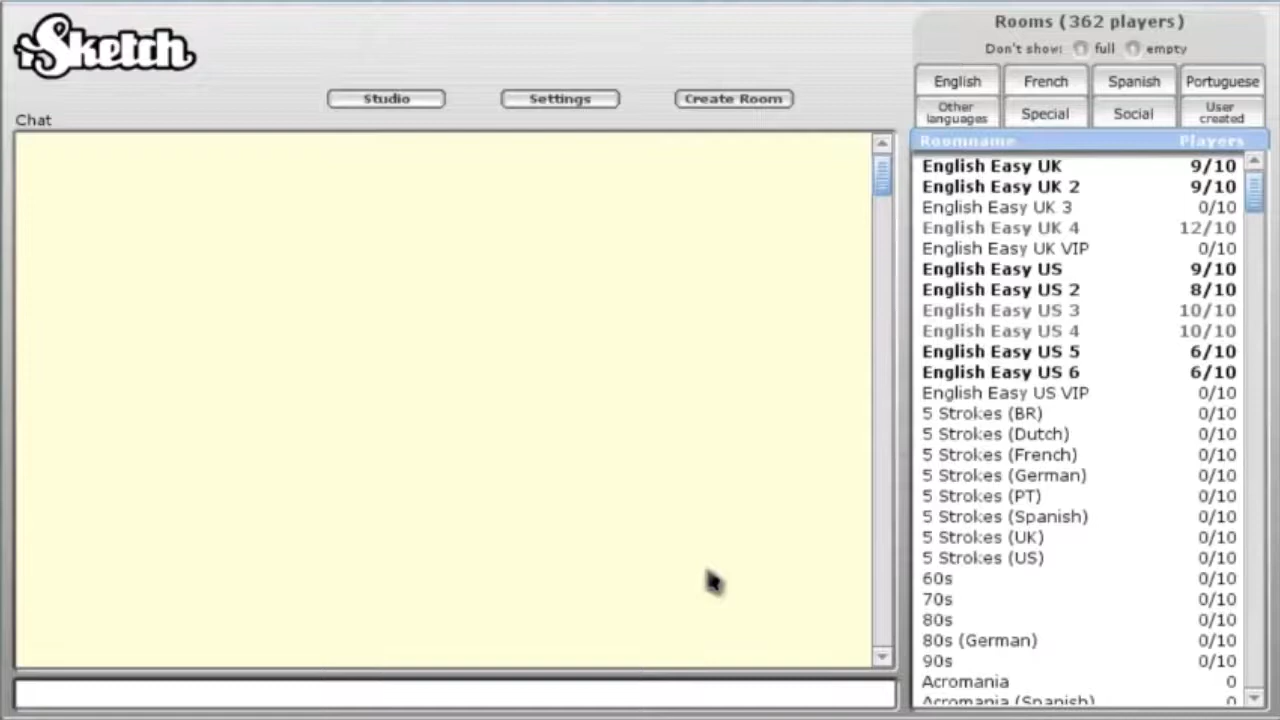 iSketch
Rooms (362 players)
Don't show: full empty
English French Spanish Portuguese
Other languages Special Social User created
Studio Settings Create Room
Chat
Roomname Players
English Easy UK 9/10
English Easy UK 2 9/10
English Easy UK 3 0/10
English Easy UK 4 12/10
English Easy UK VIP 0/10
English Easy US 9/10
English Easy US 2 8/10
English Easy US 3 10/10
English Easy US 4 10/10
English Easy US 5 6/10
English Easy US 6 6/10
English Easy US VIP 0/10
5 Strokes (BR) 0/10
5 Strokes (Dutch) 0/10
5 Strokes (French) 0/10
5 Strokes (German) 0/10
5 Strokes (PT) 0/10
5 Strokes (Spanish) 0/10
5 Strokes (UK) 0/10
5 Strokes (US) 0/10
60s 0/10
70s 0/10
80s 0/10
80s (German) 0/10
90s 0/10
Acromania 0
Acromania (Spanish) 0